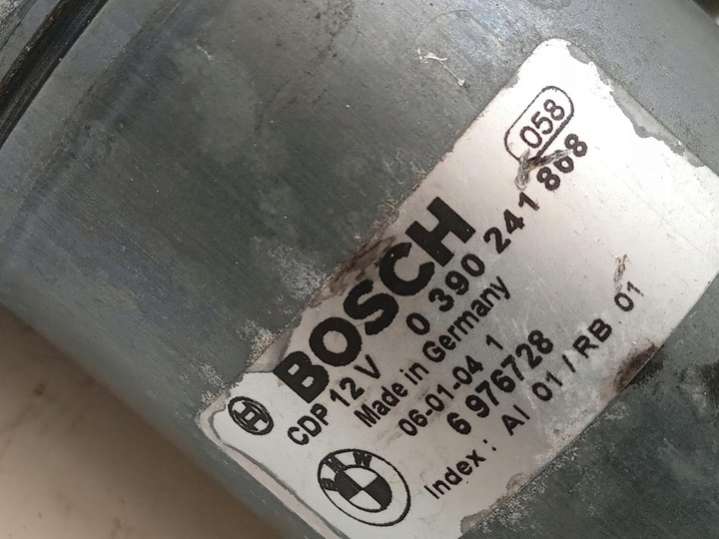 058
BOSCH
CDP 12 V 0 390 241 808
Made in Germany
06-01-04 1
6 976728
Index: AI 01/RB 01
BMW